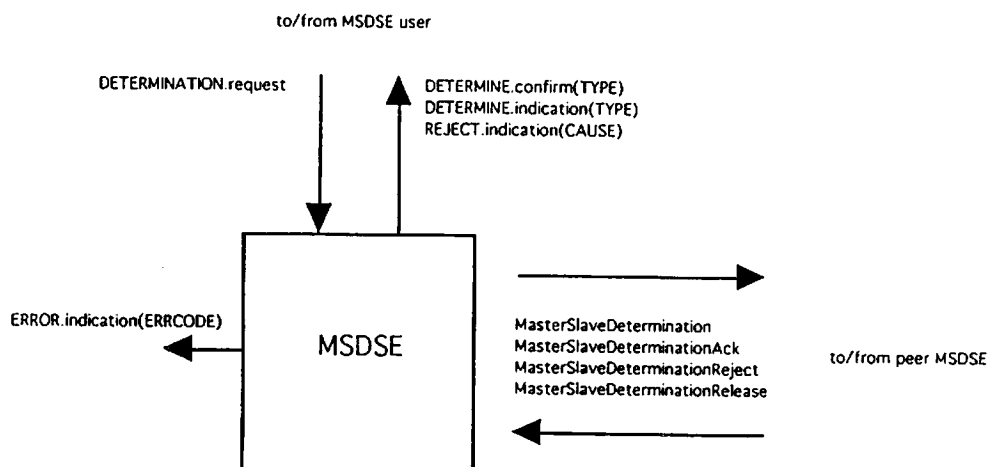 to/from MSDSE user
DETERMINATION.request
DETERMINE.confirm(TYPE)
DETERMINE.indication(TYPE)
REJECT.indication(CAUSE)
ERROR.indication(ERRCODE)
MSDSE
MasterSlaveDetermination
MasterSlaveDeterminationAck
MasterSlaveDeterminationReject
MasterSlaveDeterminationRelease
to/from peer MSDSE